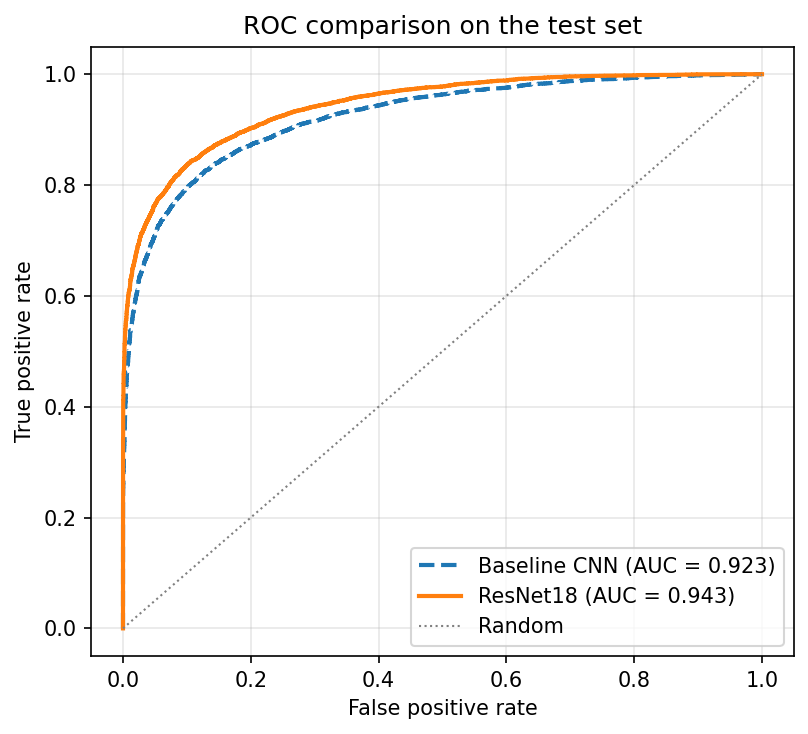 ROC comparison on the test set
1.0
0.8
0.6
0.4
0.2
0.0
True positive rate
Baseline CNN (AUC = 0.923)
ResNet18 (AUC = 0.943)
Random
0.0 0.2 0.4 0.6 0.8 1.0
False positive rate